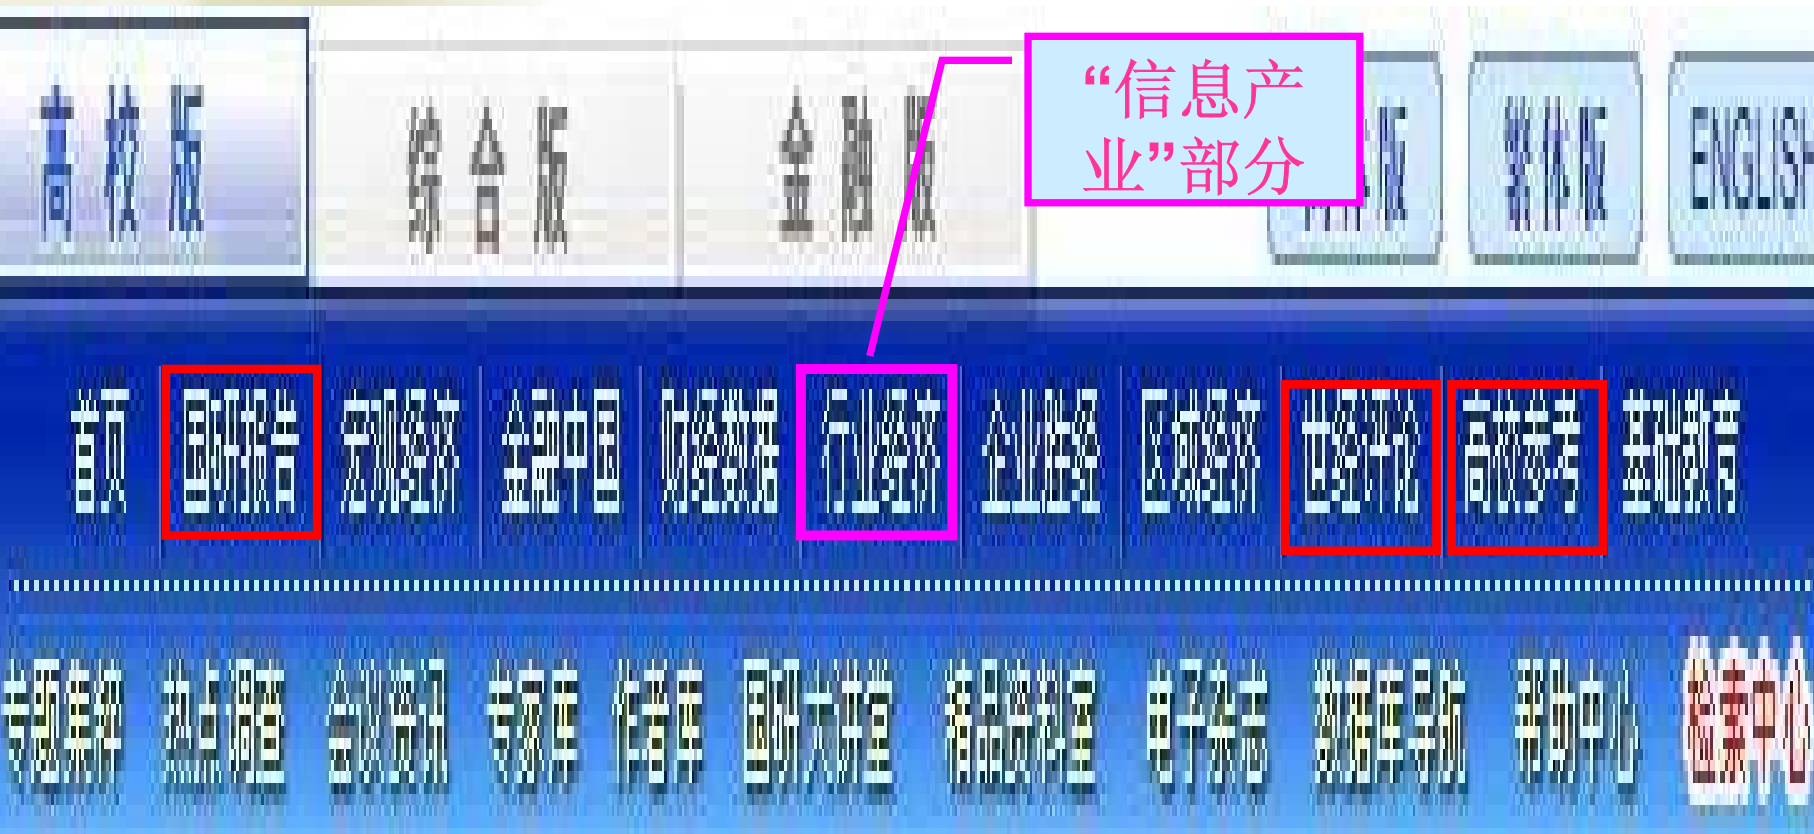 高校版 综合版 金融版
“信息产
业”部分
简体版 繁体版 ENGLISH
首页 国研报告 宏观经济 金融中国 财经数据 行业经济 企业胜经 区域经济 世经评论 高校参考 基础教育
专题集粹 热点调查 会议资讯 专家库 作者库 国研大讲堂 精品资料室 电子杂志 数据库导航 帮助中心 检索中心